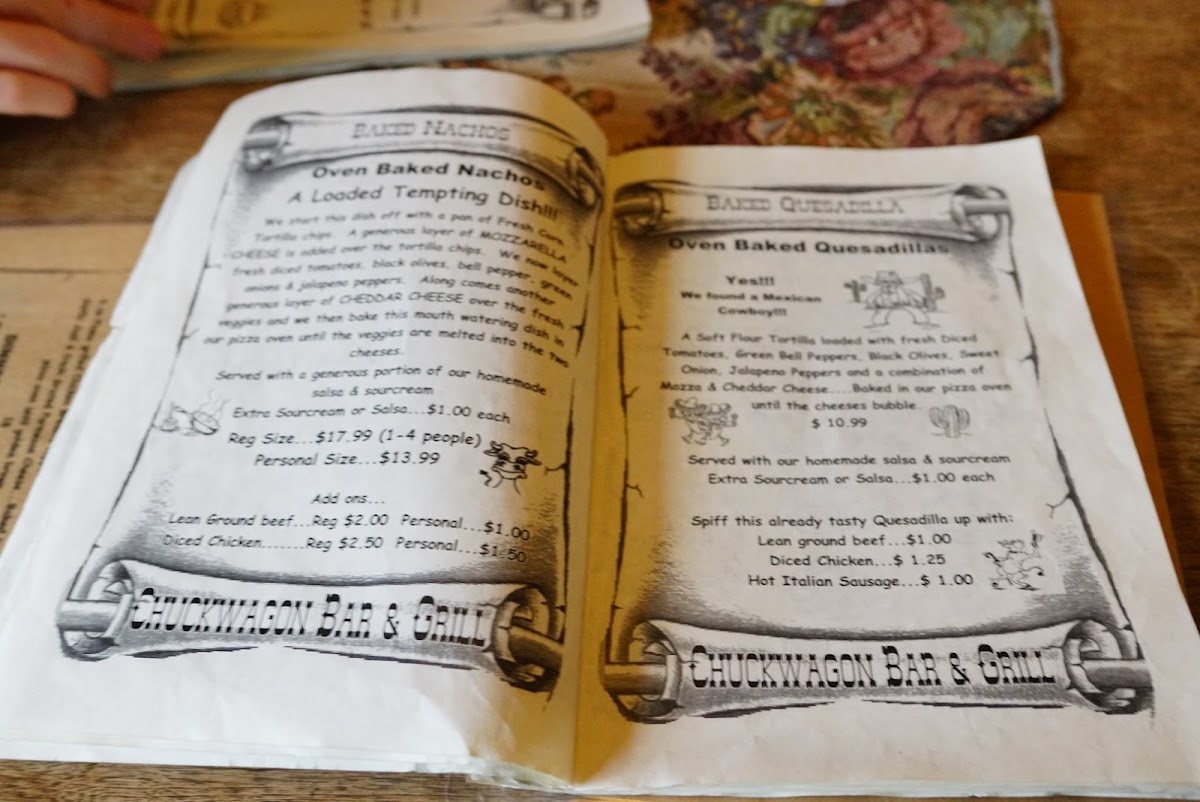 BAKED NACHOS
Oven Baked Nachos
A Loaded Tempting Dish!!!
We start this dish off with a pan of Fresh Corn
Tortilla chips. A generous layer of MOZZARELLA
CHEESE is added over the tortilla chips. We now layer
fresh diced tomatoes, black olives, bell pepper, green
onions & jalapeno peppers. Along comes another
generous layer of CHEDDAR CHEESE over the fresh
veggies and we then bake this mouth watering dish in
our pizza oven until the veggies are melted into the two
cheeses.
Served with a generous portion of our homemade
salsa & sourcream
Extra Sourcream or Salsa...$1.00 each
Reg Size...$17.99 (1-4 people)
Personal Size...$13.99
Add ons...
Lean Ground beef...Reg $2.00 Personal...$1.00
Diced Chicken.......Reg $2.50 Personal...$1.50
CHUCKWAGON BAR & GRILL
BAKED QUESADILLA
Oven Baked Quesadillas
Yes!!!
We found a Mexican
Cowboy!!!
A Soft Flour Tortilla loaded with fresh Diced
Tomatoes, Green Bell Peppers, Black Olives, Sweet
Onion, Jalapeno Peppers and a combination of
Mozza & Cheddar Cheese....Baked in our pizza oven
until the cheeses bubble.
$ 10.99
Served with our homemade salsa & sourcream
Extra Sourcream or Salsa...$1.00 each
Spiff this already tasty Quesadilla up with:
Lean ground beef...$1.00
Diced Chicken...$ 1.25
Hot Italian Sausage...$ 1.00
CHUCKWAGON BAR & GRILL